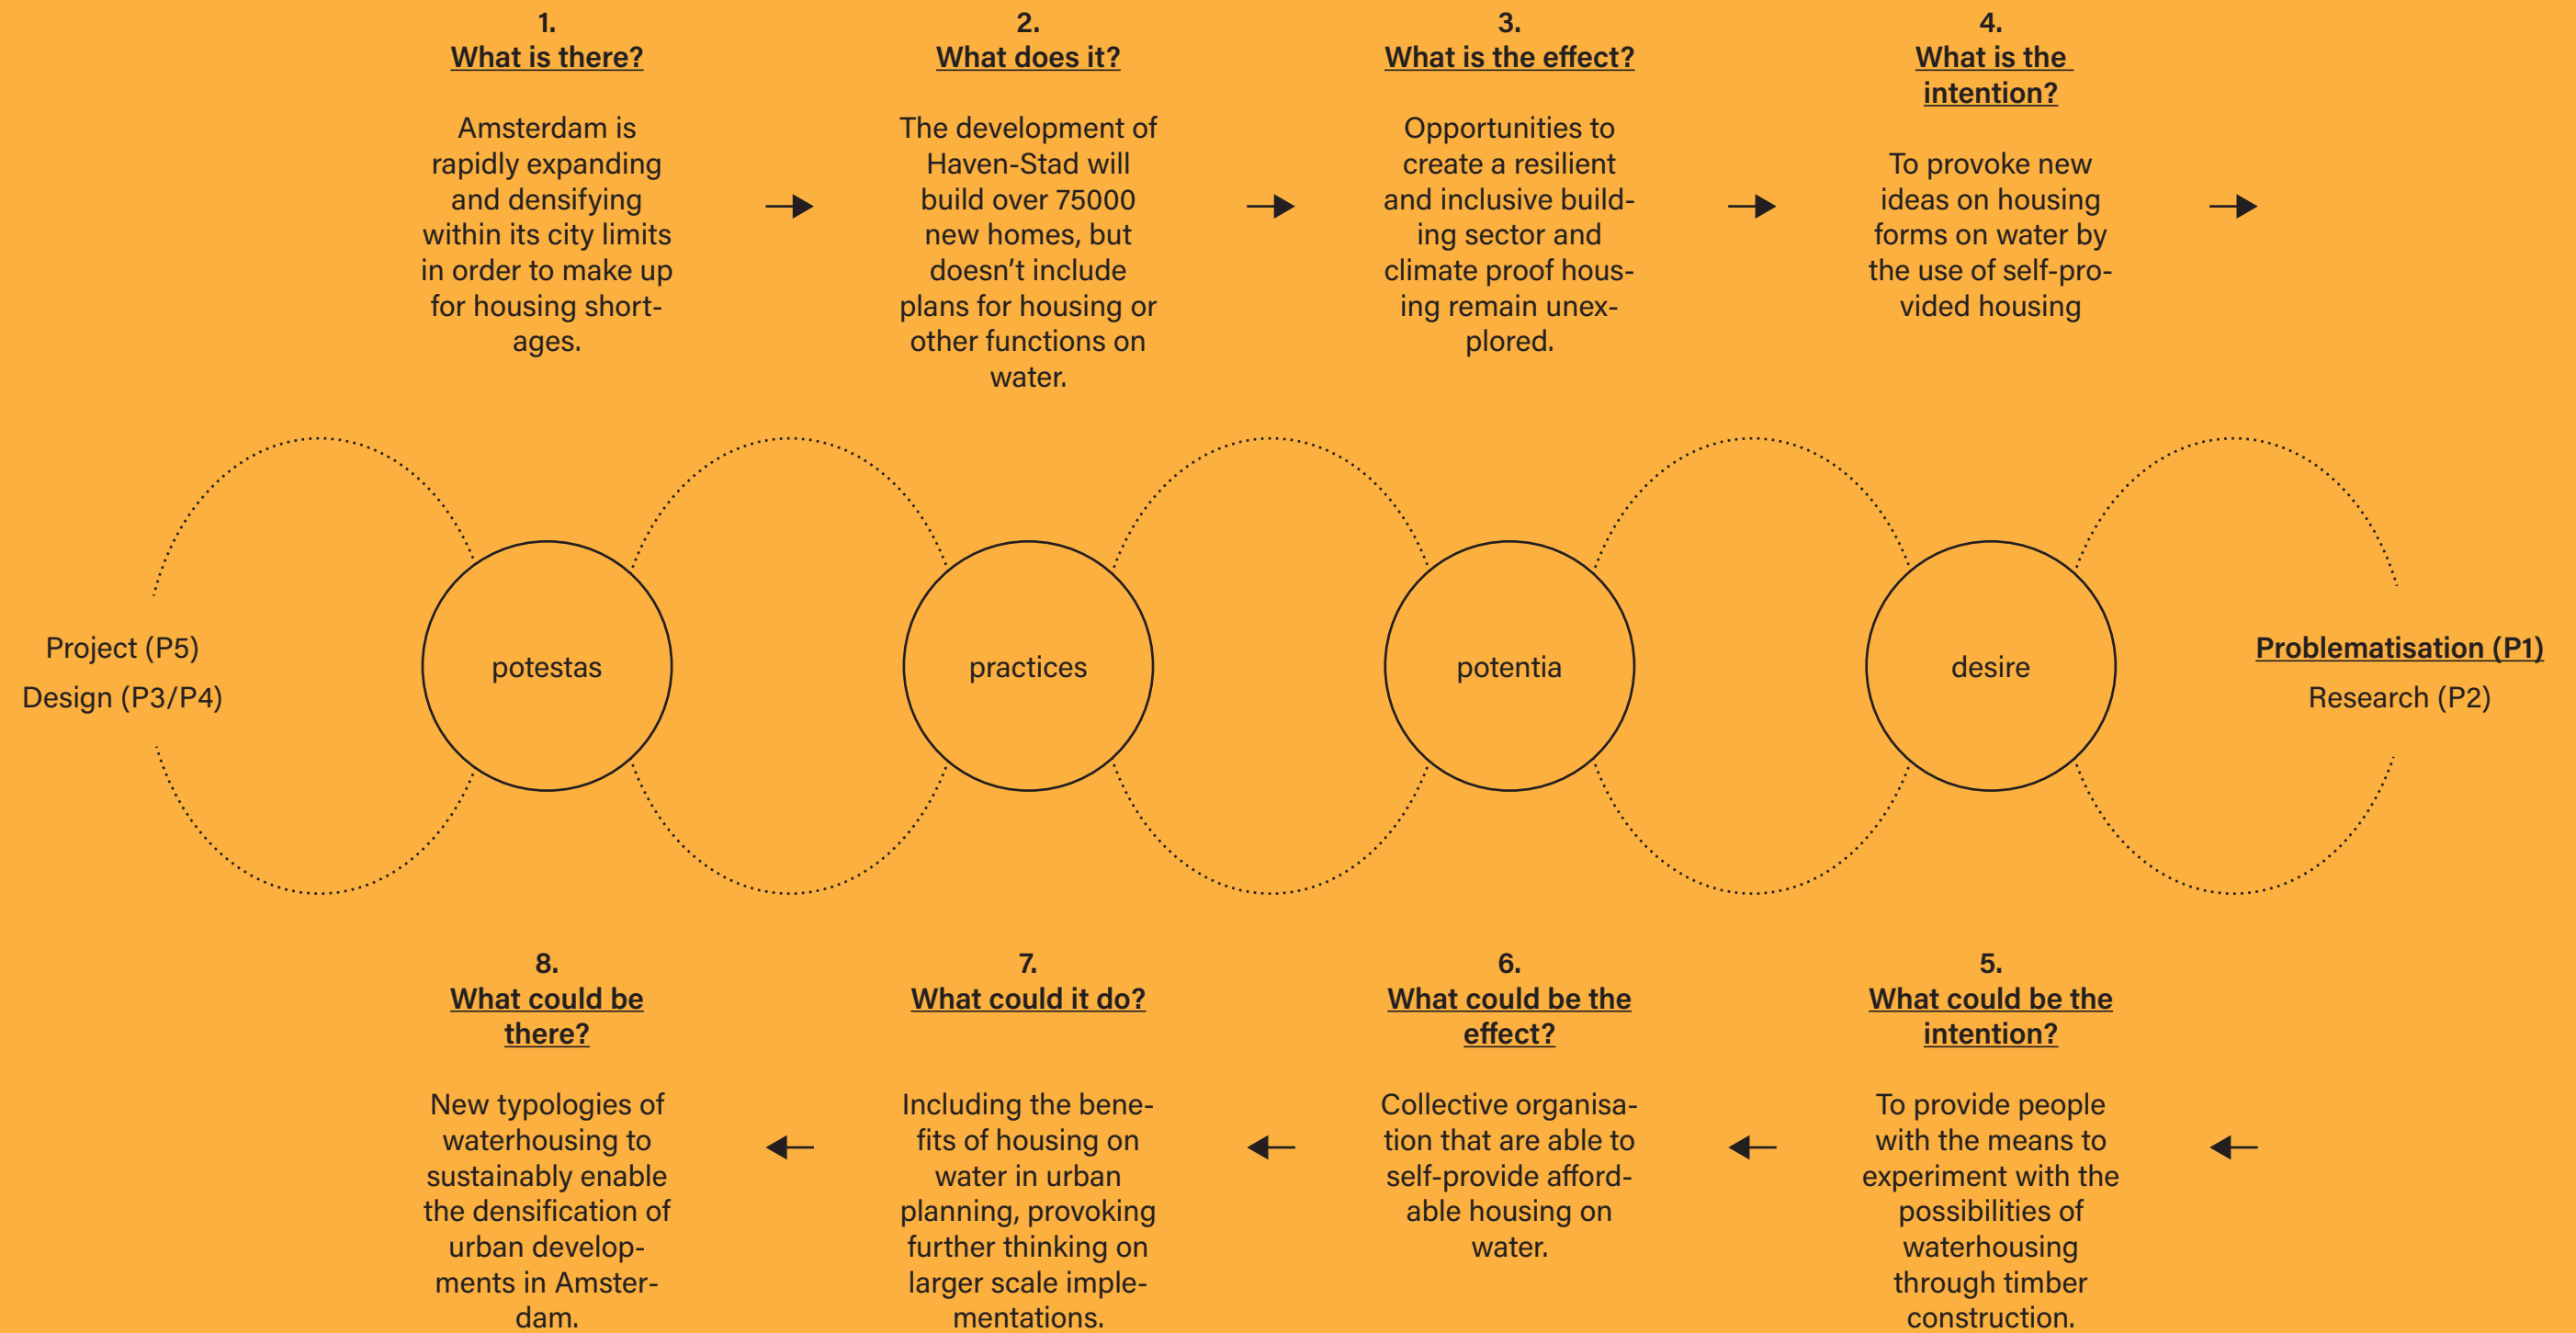 1.
What is there?
Amsterdam is
rapidly expanding
and densifying
within its city limits
in order to make up
for housing short-
ages.
2.
What does it?
The development of
Haven-Stad will
build over 75000
new homes, but
doesn't include
plans for housing or
other functions on
water.
3.
What is the effect?
Opportunities to
create a resilient
and inclusive build-
ing sector and
climate proof hous-
ing remain unex-
plored.
4.
What is the
intention?
To provoke new
ideas on housing
forms on water by
the use of self-pro-
vided housing
Project (P5)
Design (P3/P4)
potestas
practices
potentia
desire
Problematisation (P1)
Research (P2)
8.
What could be
there?
New typologies of
waterhousing to
sustainably enable
the densification of
urban develop-
ments in Amster-
dam.
7.
What could it do?
Including the bene-
fits of housing on
water in urban
planning, provoking
further thinking on
larger scale imple-
mentations.
6.
What could be the
effect?
Collective organisa-
tion that are able to
self-provide afford-
able housing on
water.
5.
What could be the
intention?
To provide people
with the means to
experiment with the
possibilities of
waterhousing
through timber
construction.